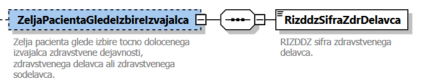 ZeljaPacientaGledeIzbireIzvajalca
RizddzSifraZdrDelavca
Zelja pacienta glede izbire tocno dolocenega
izvajalca zdravstvene dejavnosti,
zdravstvenega delavca ali zdravstvenega
sodelavca.
RIZDDZ sifra zdravstvenega
delavca.